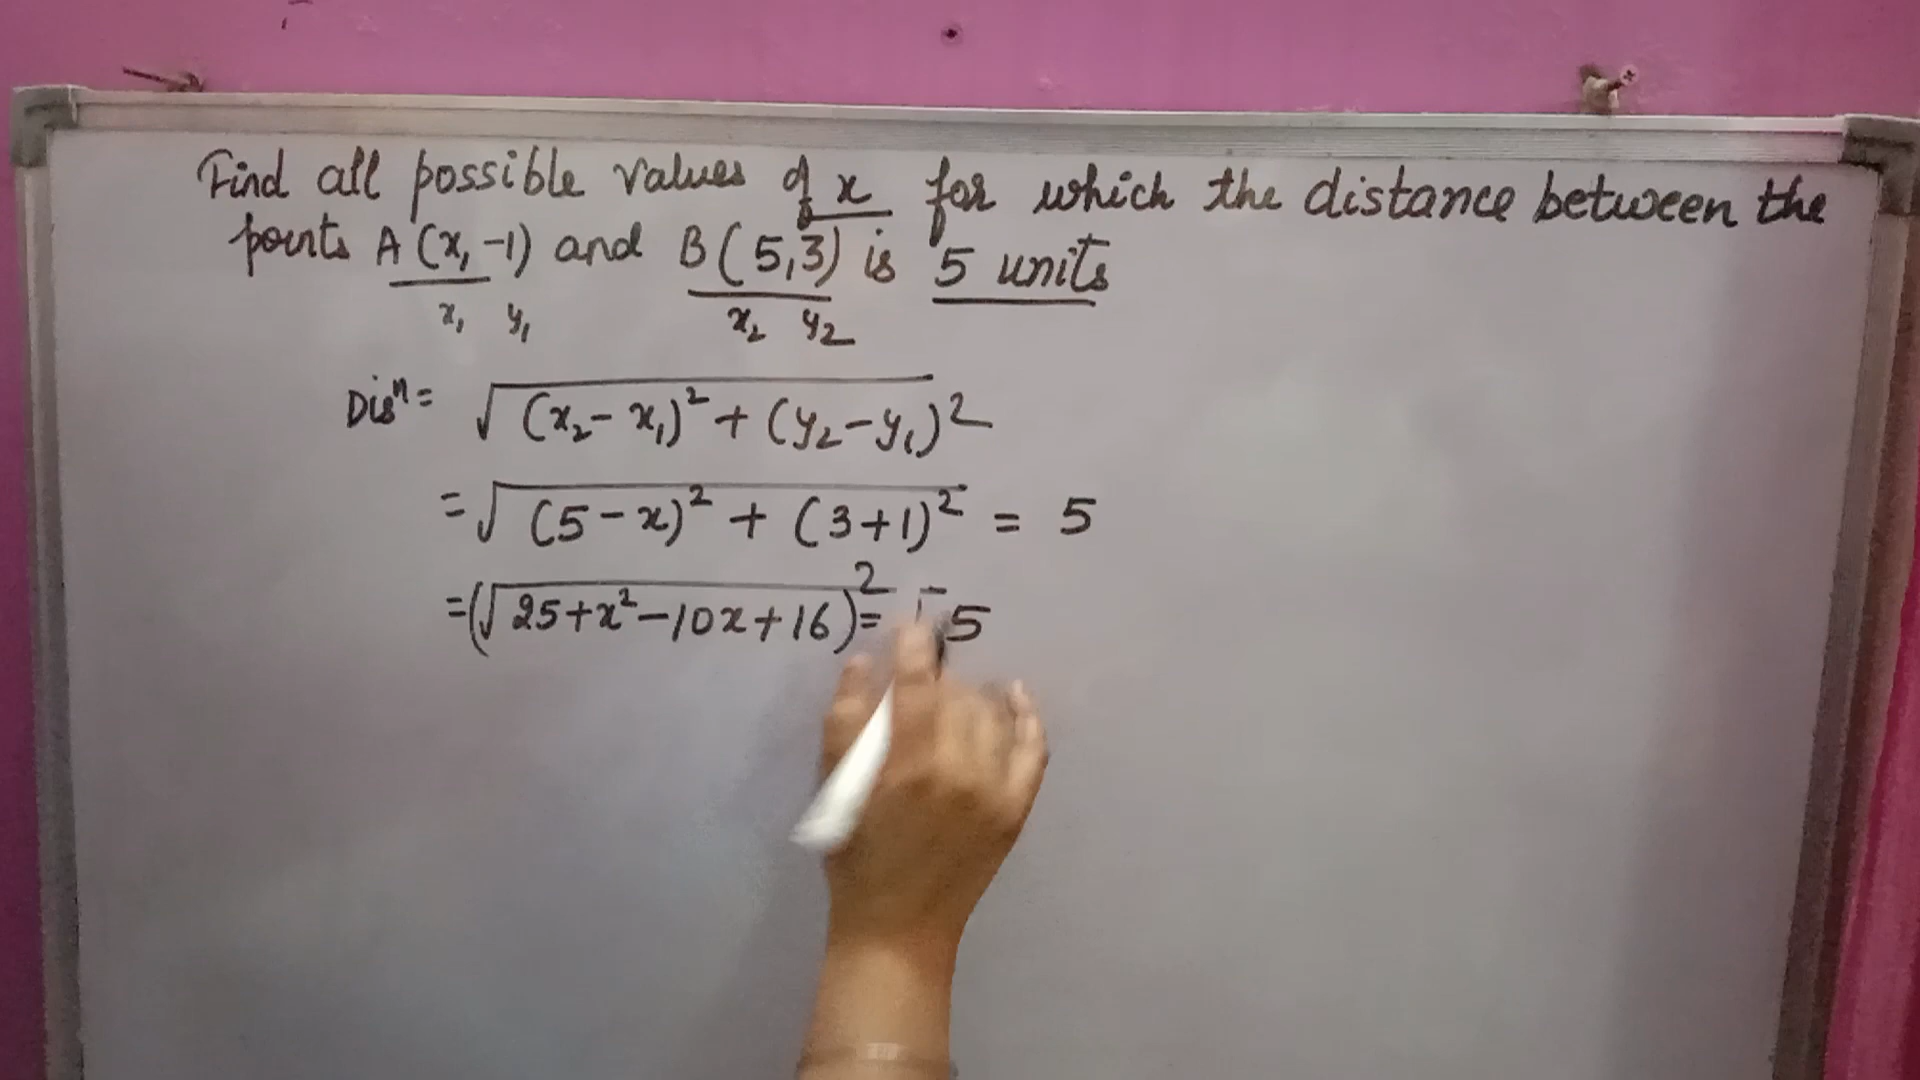 Find all possible values of x for which the distance between the
points A (x, -1) and B (5,3) is 5 units
x₁ y₁ x₂ y₂
Disⁿ = √(x₂ - x₁)² + (y₂ - y₁)²
= √(5 - x)² + (3+1)² = 5
= (√25 + x² - 10x + 16)² = 5